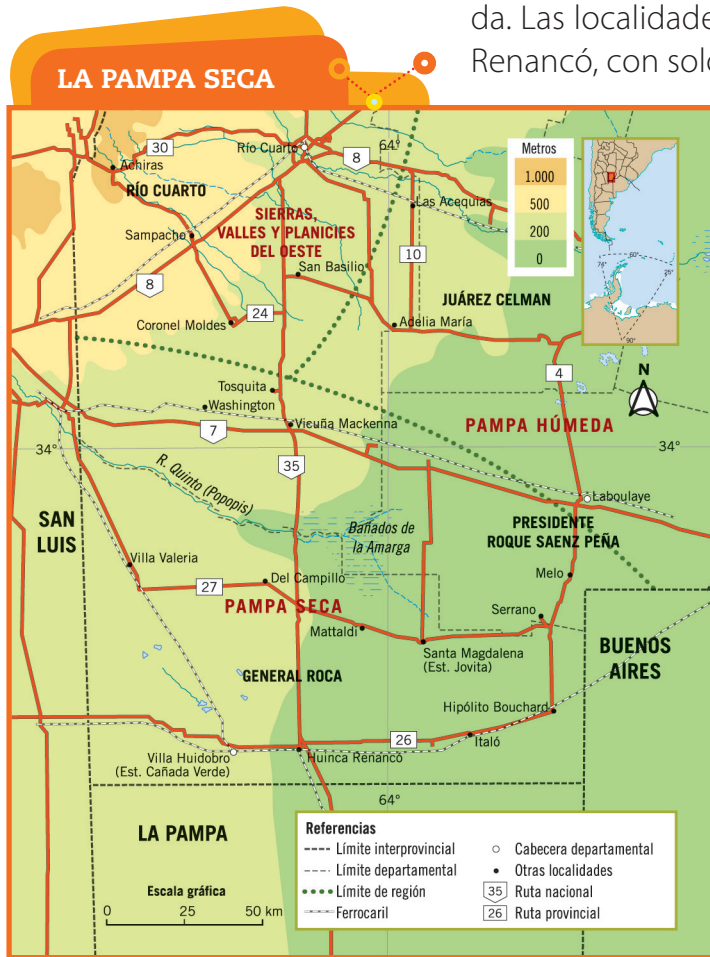 da. Las localidade
Renancó, con solo
LA PAMPA SECA
30
Río Cuarto
64°
8
Achiras
RÍO CUARTO
Las Acequias
SIERRAS,
VALLES Y PLANICIES
DEL OESTE
Sampacho
10
San Basilio
8
JUÁREZ CELMAN
24
Coronel Moldes
Adelia María
Metros
1.000
500
200
0
74°
60°
25°
90°
4
N
Tosquita
Washington
Vicuña Mackenna
PAMPA HÚMEDA
7
34°
34°
35
R. Quinto (Popopis)
Laboulaye
SAN
LUIS
Bañados de
la Amarga
PRESIDENTE
ROQUE SAENZ PEÑA
Villa Valeria
Melo
27
Del Campillo
PAMPA SECA
Serrano
Mattaldi
Santa Magdalena
(Est. Jovita)
BUENOS
AIRES
GENERAL ROCA
Hipólito Bouchard
26
Italó
Villa Huidobro
(Est. Cañada Verde)
Huinca Renancó
64°
LA PAMPA
Escala gráfica
0 25 50 km
Referencias
Límite interprovincial
Límite departamental
Límite de región
Ferrocaril
Cabecera departamental
Otras localidades
35 Ruta nacional
26 Ruta provincial